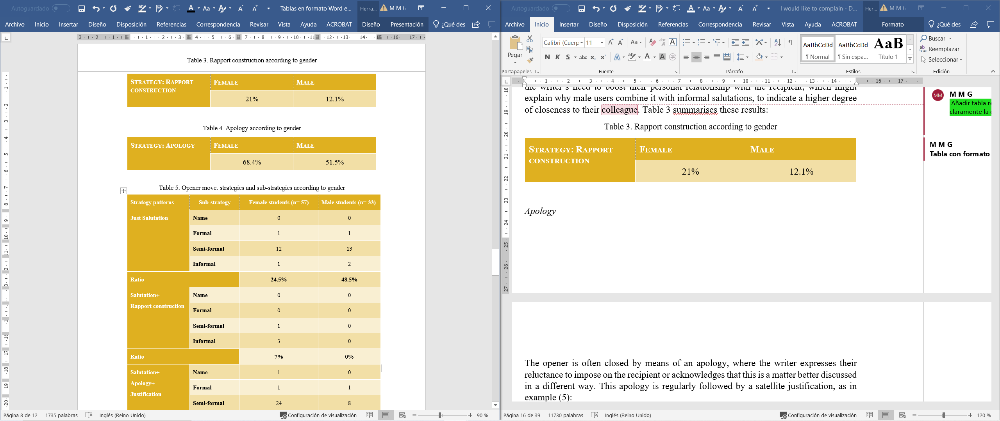 Autoguardado
Tablas en formato Word e...
Herra...
M M G
Archivo Inicio Insertar Diseño Disposición Referencias Correspondencia Revisar Vista Ayuda ACROBAT Diseño Presentación ¿Qué des
Table 3. Rapport construction according to gender
STRATEGY: RAPPORT CONSTRUCTION FEMALE MALE
21% 12.1%
Table 4. Apology according to gender
STRATEGY: APOLOGY FEMALE MALE
68.4% 51.5%
Table 5. Opener move: strategies and sub-strategies according to gender
Strategy patterns Sub-strategy Female students (n= 57) Male students (n= 33)
Just Salutation Name 0 0
Formal 1 1
Semi-formal 12 13
Informal 1 2
Ratio 24.5% 48.5%
Salutation+ Name 0 0
Rapport construction
Formal 0 0
Semi-formal 1 0
Informal 3 0
Ratio 7% 0%
Salutation+ Name 1 0
Apology+ Formal 1 1
Justification
Semi-formal 24 8
Página 8 de 12 1735 palabras Inglés (Reino Unido) Configuración de visualización 90 %
Autoguardado
I would like to complain - D...
Her...
M M G
Archivo Inicio Insertar Diseño Disposición Referencias Correspondencia Revisar Vista Ayuda ACROBAT Formato ¿Qué des
Pegar
Calibri (Cuerp 11
N K S abc x₂ x²
AaBbCcDd AaBbCcDd AaB
¶ Normal ¶ Sin espa... Título 1
Buscar
Reemplazar
Seleccionar
Portapapeles Fuente Párrafo Estilos Edición
the writer's need to boost their personal relationship with the recipient, which might
explain why male users combine it with informal salutations, to indicate a higher degree
of closeness to their colleague. Table 3 summarises these results:
Table 3. Rapport construction according to gender
STRATEGY: RAPPORT CONSTRUCTION FEMALE MALE
21% 12.1%
Apology
The opener is often closed by means of an apology, where the writer expresses their
reluctance to impose on the recipient or acknowledges that this is a matter better discussed
in a different way. This apology is regularly followed by a satellite justification, as in
example (5):
MM
M M G
Añadir tabla re
claramente la
M M G
Tabla con formato
Página 16 de 39 11730 palabras Inglés (Reino Unido) Configuración de visualización 120 %